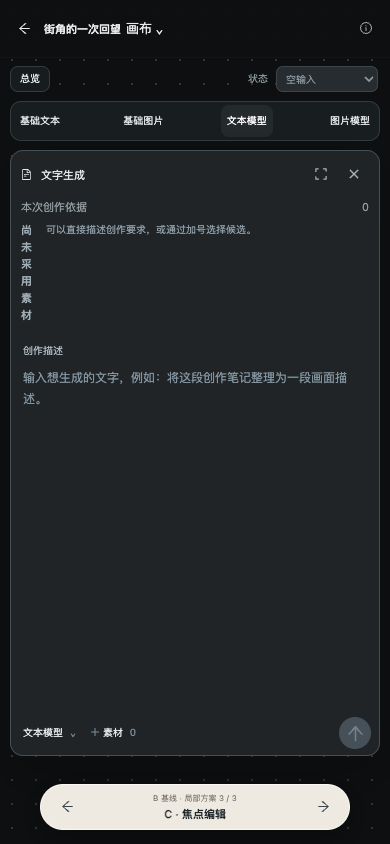 街角的一次回望 画布
总览
状态 空输入
基础文本 基础图片 文本模型 图片模型
文字生成
本次创作依据 0
尚未采用素材 可以直接描述创作要求，或通过加号选择候选。
创作描述
输入想生成的文字，例如：将这段创作笔记整理为一段画面描
述。
文本模型 + 素材 0
B 基线 · 局部方案 3 / 3
C · 焦点编辑